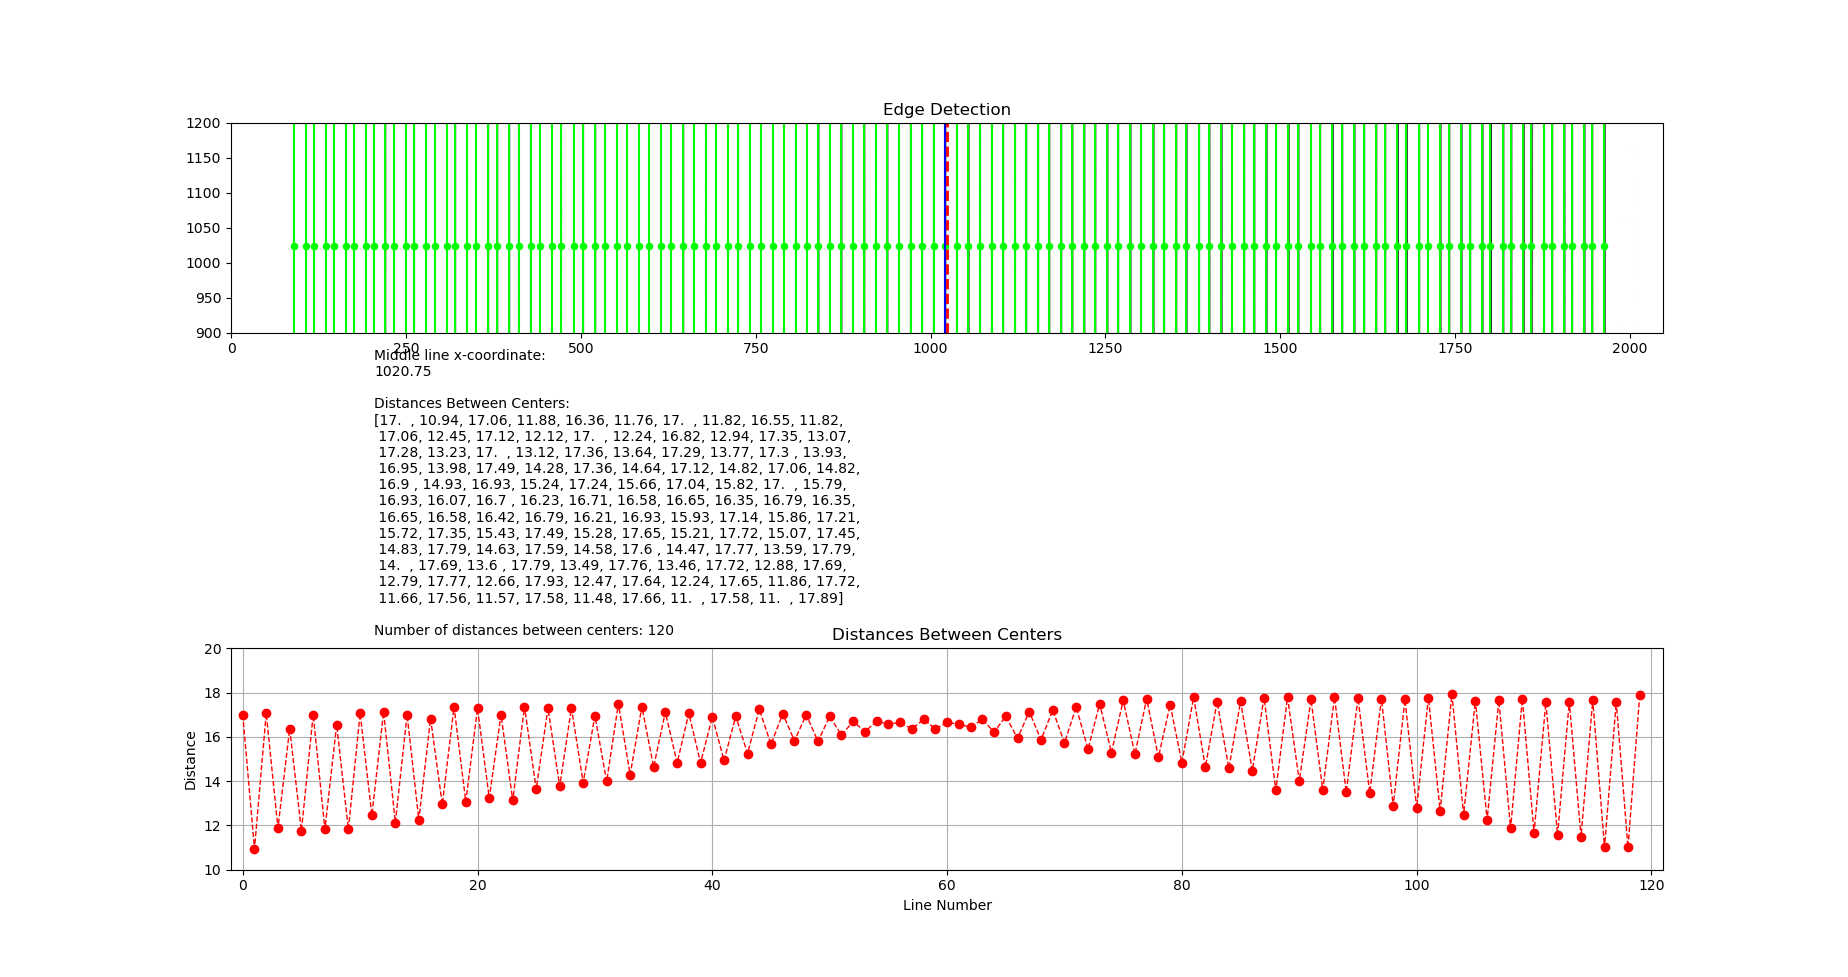 Edge Detection
1200
1150
1100
1050
1000
950
900
0 250 500 750 1000 1250 1500 1750 2000
Middle line x-coordinate:
1020.75
Distances Between Centers:
[17.  , 10.94, 17.06, 11.88, 16.36, 11.76, 17.  , 11.82, 16.55, 11.82,
17.06, 12.45, 17.12, 12.12, 17.  , 12.24, 16.82, 12.94, 17.35, 13.07,
17.28, 13.23, 17.  , 13.12, 17.36, 13.64, 17.29, 13.77, 17.3 , 13.93,
16.95, 13.98, 17.49, 14.28, 17.36, 14.64, 17.12, 14.82, 17.06, 14.82,
16.9 , 14.93, 16.93, 15.24, 17.24, 15.66, 17.04, 15.82, 17.  , 15.79,
16.93, 16.07, 16.7 , 16.23, 16.71, 16.58, 16.65, 16.35, 16.79, 16.35,
16.65, 16.58, 16.42, 16.79, 16.21, 16.93, 15.93, 17.14, 15.86, 17.21,
15.72, 17.35, 15.43, 17.49, 15.28, 17.65, 15.21, 17.72, 15.07, 17.45,
14.83, 17.79, 14.63, 17.59, 14.58, 17.6 , 14.47, 17.77, 13.59, 17.79,
14.  , 17.69, 13.6 , 17.79, 13.49, 17.76, 13.46, 17.72, 12.88, 17.69,
12.79, 17.77, 12.66, 17.93, 12.47, 17.64, 12.24, 17.65, 11.86, 17.72,
11.66, 17.56, 11.57, 17.58, 11.48, 17.66, 11.  , 17.58, 11.  , 17.89]
Number of distances between centers: 120
Distances Between Centers
Distance
20
18
16
14
12
10
0 20 40 60 80 100 120
Line Number